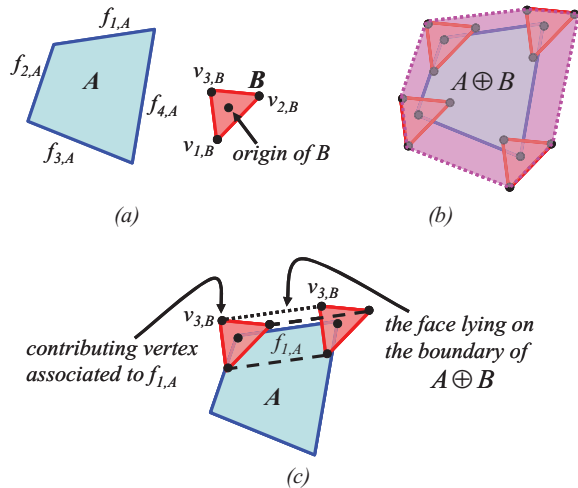 f1,A
f2,A
A
f4,A
f3,A
v3,B
B
v2,B
v1,B
origin of B
(a)
A ⊕ B
(b)
v3,B
v3,B
f1,A
contributing vertex
associated to f1,A
A
the face lying on
the boundary of
A ⊕ B
(c)